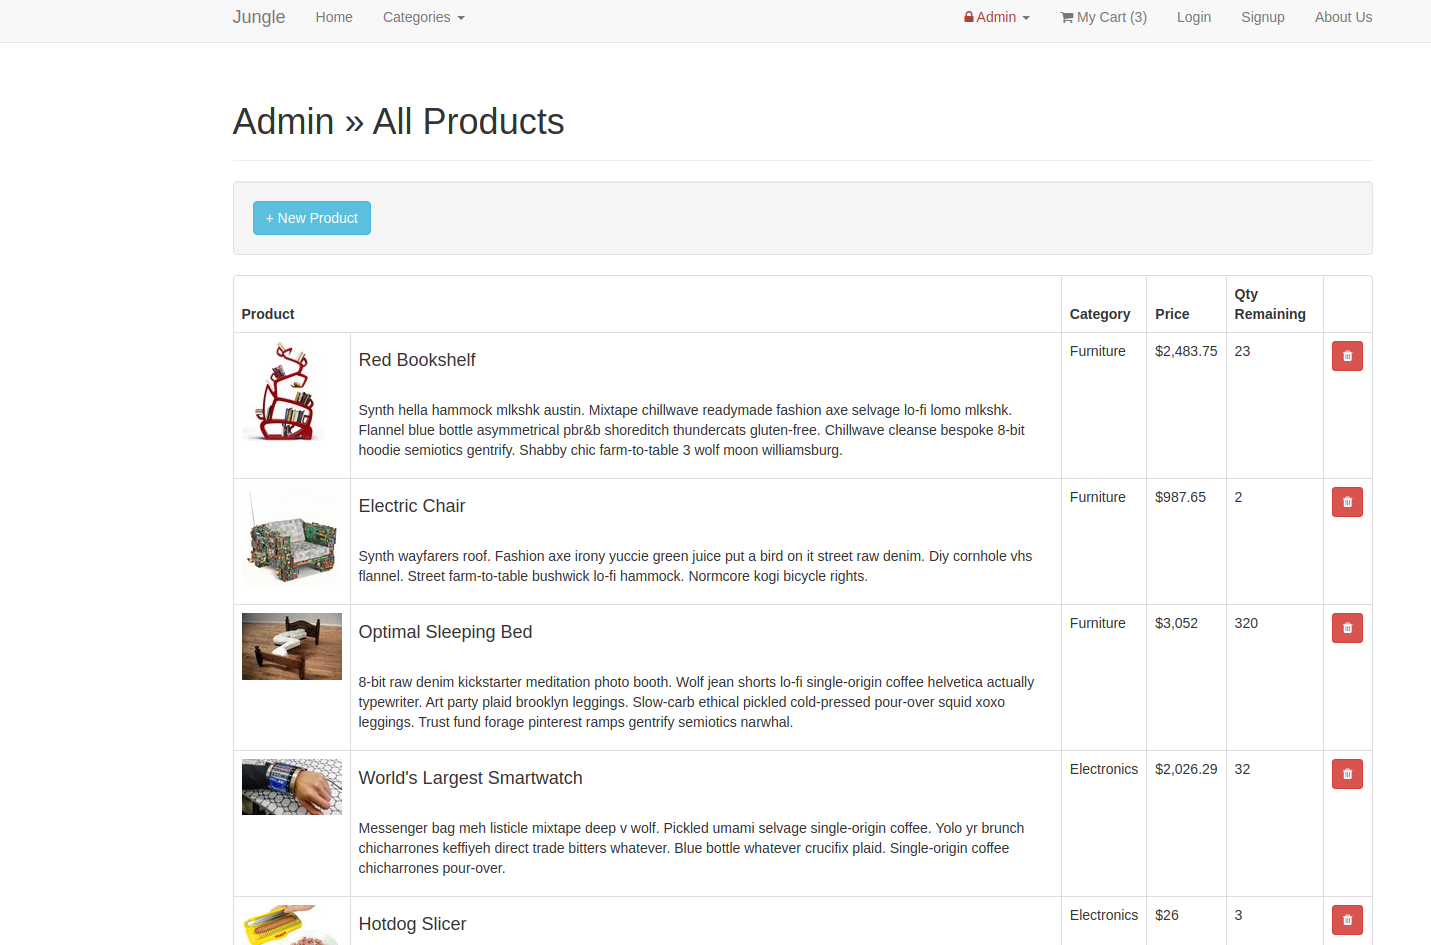 Jungle Home Categories Admin My Cart (3) Login Signup About Us
Admin » All Products
+ New Product
Product Category Price Qty Remaining
Red Bookshelf Furniture $2,483.75 23
Synth hella hammock mlkshk austin. Mixtape chillwave readymade fashion axe selvage lo-fi lomo mlkshk.
Flannel blue bottle asymmetrical pbr&b shoreditch thundercats gluten-free. Chillwave cleanse bespoke 8-bit
hoodie semiotics gentrify. Shabby chic farm-to-table 3 wolf moon williamsburg.
Electric Chair Furniture $987.65 2
Synth wayfarers roof. Fashion axe irony yuccie green juice put a bird on it street raw denim. Diy cornhole vhs
flannel. Street farm-to-table bushwick lo-fi hammock. Normcore kogi bicycle rights.
Optimal Sleeping Bed Furniture $3,052 320
8-bit raw denim kickstarter meditation photo booth. Wolf jean shorts lo-fi single-origin coffee helvetica actually
typewriter. Art party plaid brooklyn leggings. Slow-carb ethical pickled cold-pressed pour-over squid xoxo
leggings. Trust fund forage pinterest ramps gentrify semiotics narwhal.
World's Largest Smartwatch Electronics $2,026.29 32
Messenger bag meh listicle mixtape deep v wolf. Pickled umami selvage single-origin coffee. Yolo yr brunch
chicharrones keffiyeh direct trade bitters whatever. Blue bottle whatever crucifix plaid. Single-origin coffee
chicharrones pour-over.
Hotdog Slicer Electronics $26 3